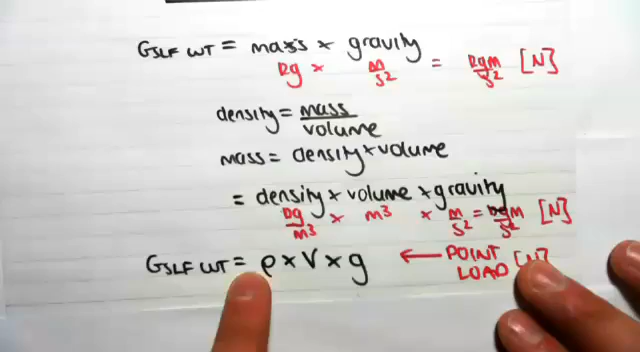 GSLF WT = mass × gravity
kg × m/s² = kgm/s² [N]
density = mass/volume
mass = density × volume
= density × volume × gravity
kg/m³ × m³ × m/s² = kgm/s² [N]
GSLF WT = ρ × V × g ← POINT LOAD [N]